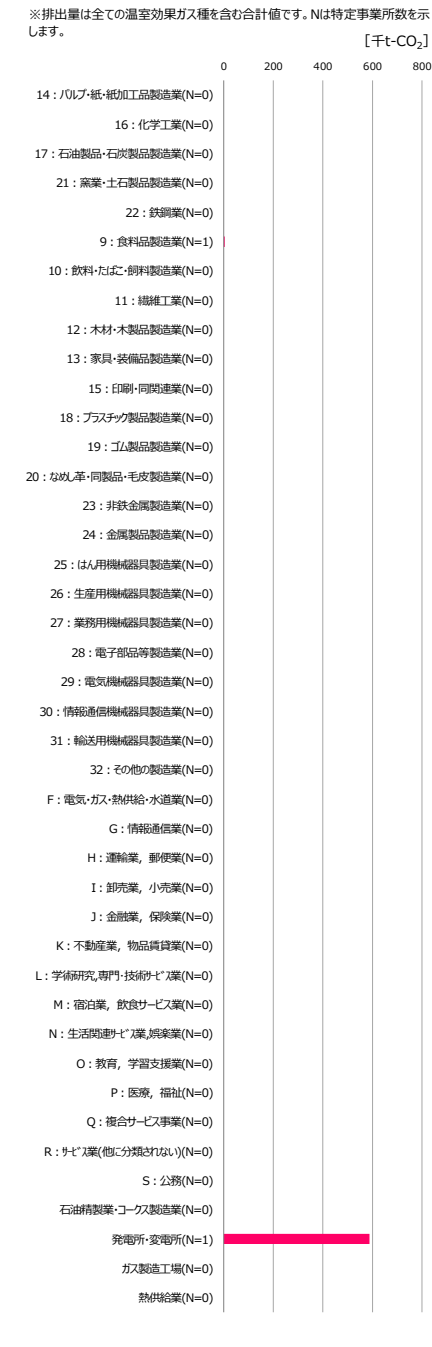 ※排出量は全ての温室効果ガス種を含む合計値です。Nは特定事業所数を示
します。
[千t-CO₂]
0 200 400 600 800
14：パルプ・紙・紙加工品製造業(N=0)
16：化学工業(N=0)
17：石油製品・石炭製品製造業(N=0)
21：窯業・土石製品製造業(N=0)
22：鉄鋼業(N=0)
9：食料品製造業(N=1)
10：飲料・たばこ・飼料製造業(N=0)
11：繊維工業(N=0)
12：木材・木製品製造業(N=0)
13：家具・装備品製造業(N=0)
15：印刷・同関連業(N=0)
18：プラスチック製品製造業(N=0)
19：ゴム製品製造業(N=0)
20：なめし革・同製品・毛皮製造業(N=0)
23：非鉄金属製造業(N=0)
24：金属製品製造業(N=0)
25：はん用機械器具製造業(N=0)
26：生産用機械器具製造業(N=0)
27：業務用機械器具製造業(N=0)
28：電子部品等製造業(N=0)
29：電気機械器具製造業(N=0)
30：情報通信機械器具製造業(N=0)
31：輸送用機械器具製造業(N=0)
32：その他の製造業(N=0)
F：電気・ガス・熱供給・水道業(N=0)
G：情報通信業(N=0)
H：運輸業，郵便業(N=0)
I：卸売業，小売業(N=0)
J：金融業，保険業(N=0)
K：不動産業，物品賃貸業(N=0)
L：学術研究,専門・技術ｻｰﾋﾞｽ業(N=0)
M：宿泊業，飲食サービス業(N=0)
N：生活関連ｻｰﾋﾞｽ業,娯楽業(N=0)
O：教育，学習支援業(N=0)
P：医療，福祉(N=0)
Q：複合サービス事業(N=0)
R：ｻｰﾋﾞｽ業(他に分類されない)(N=0)
S：公務(N=0)
石油精製業・コークス製造業(N=0)
発電所・変電所(N=1)
ガス製造工場(N=0)
熱供給業(N=0)